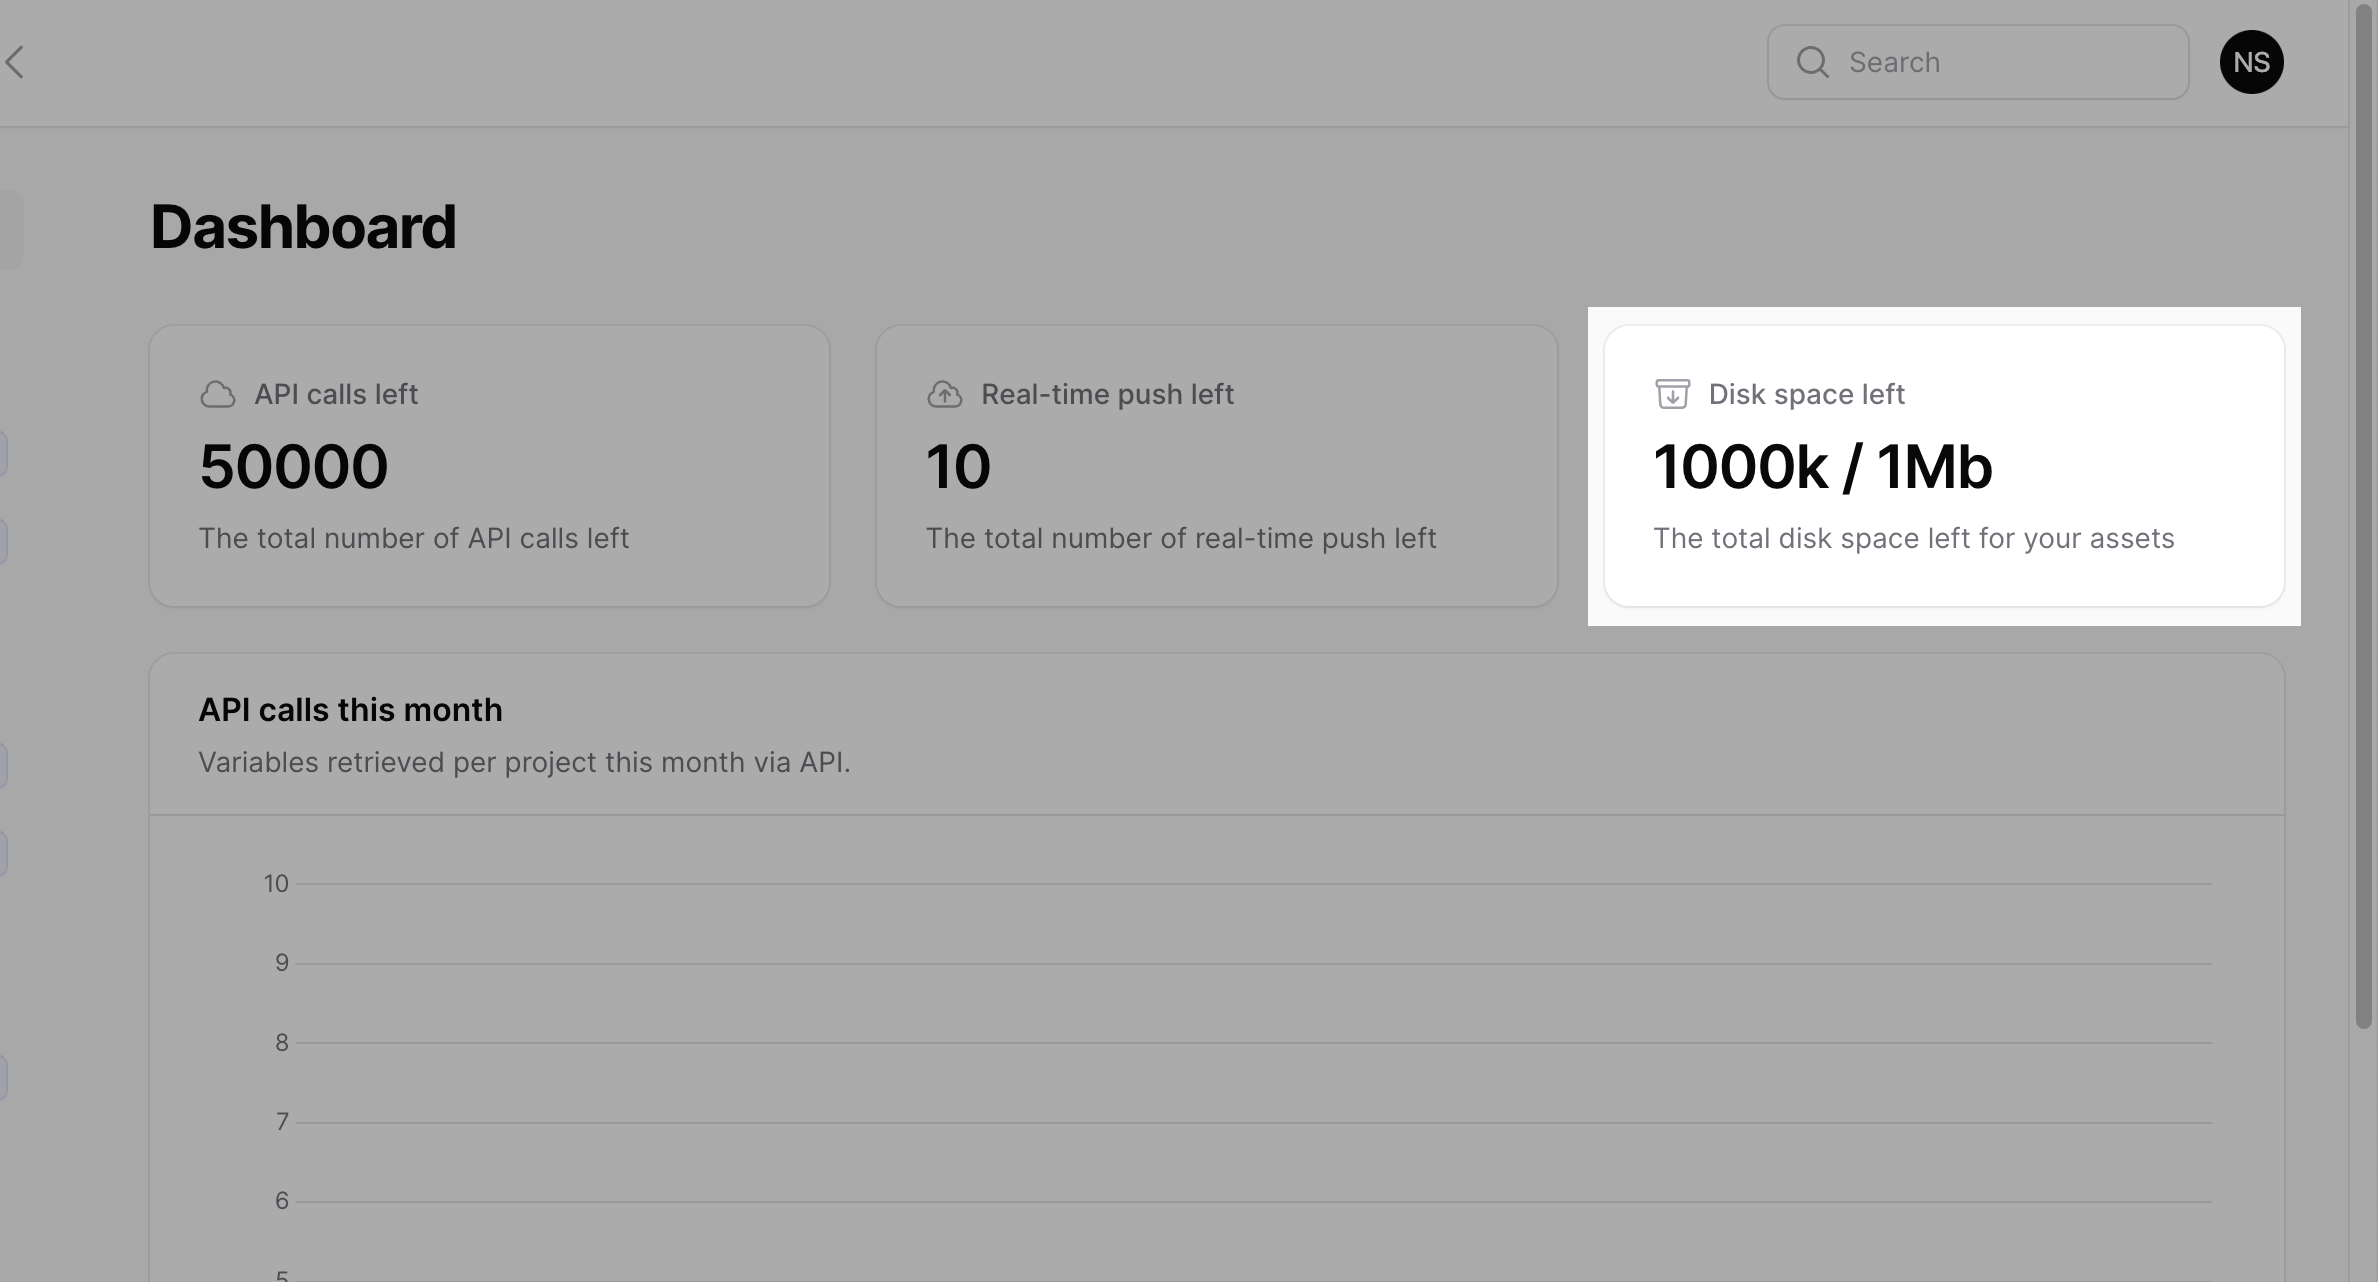 Search
NS
Dashboard
API calls left
50000
The total number of API calls left
Real-time push left
10
The total number of real-time push left
Disk space left
1000k / 1Mb
The total disk space left for your assets
API calls this month
Variables retrieved per project this month via API.
10
9
8
7
6
5